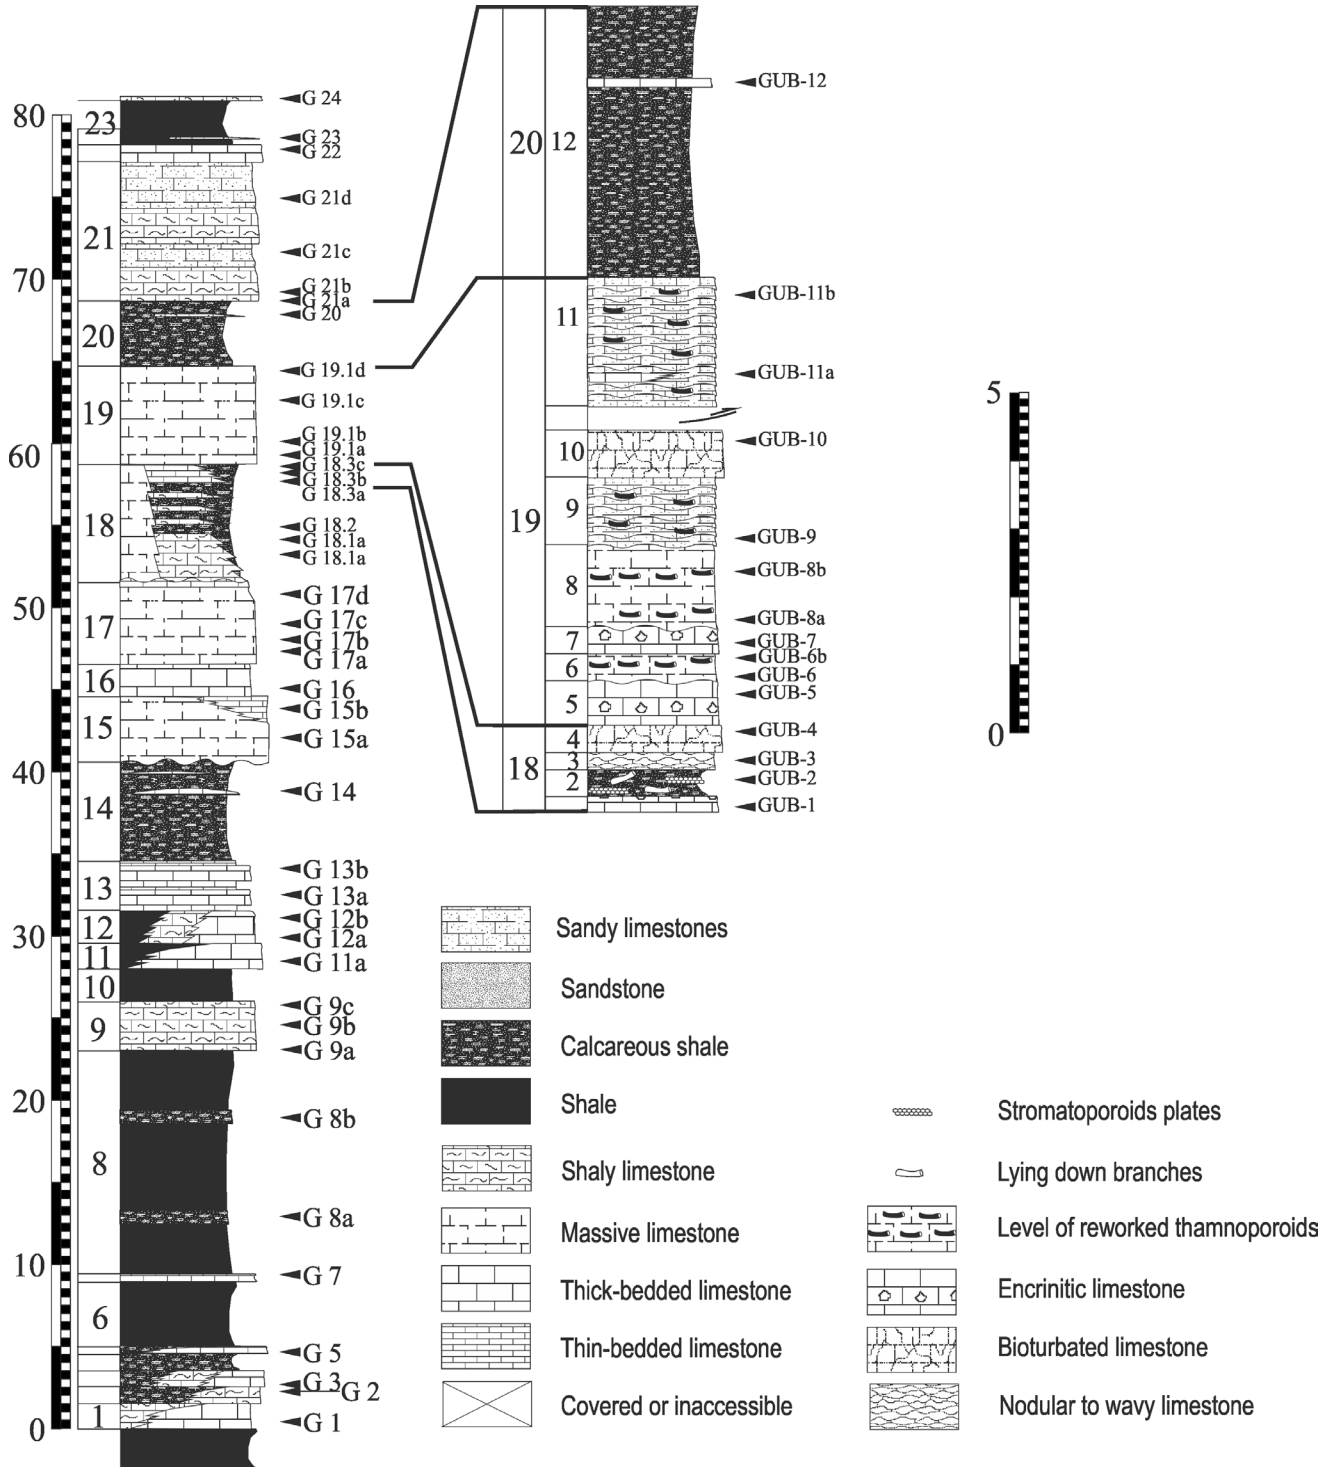 80
70
60
50
40
30
20
10
0
23
21
20
19
18
17
16
15
14
13
12
11
10
9
8
6
1
G 24
G 23
G 22
G 21d
G 21c
G 21b
G 21a
G 20
G 19.1d
G 19.1c
G 19.1b
G 19.1a
G 18.3c
G 18.3b
G 18.3a
G 18.2
G 18.1a
G 18.1a
G 17d
G 17c
G 17b
G 17a
G 16
G 15b
G 15a
G 14
G 13b
G 13a
G 12b
G 12a
G 11a
G 9c
G 9b
G 9a
G 8b
G 8a
G 7
G 5
G 3
G 2
G 1
20
19
18
12
11
10
9
8
7
6
5
4
3
2
GUB-12
GUB-11b
GUB-11a
GUB-10
GUB-9
GUB-8b
GUB-8a
GUB-7
GUB-6b
GUB-6
GUB-5
GUB-4
GUB-3
GUB-2
GUB-1
5
0
Sandy limestones
Sandstone
Calcareous shale
Shale
Shaly limestone
Massive limestone
Thick-bedded limestone
Thin-bedded limestone
Covered or inaccessible
Stromatoporoids plates
Lying down branches
Level of reworked thamnoporoids
Encrinitic limestone
Bioturbated limestone
Nodular to wavy limestone